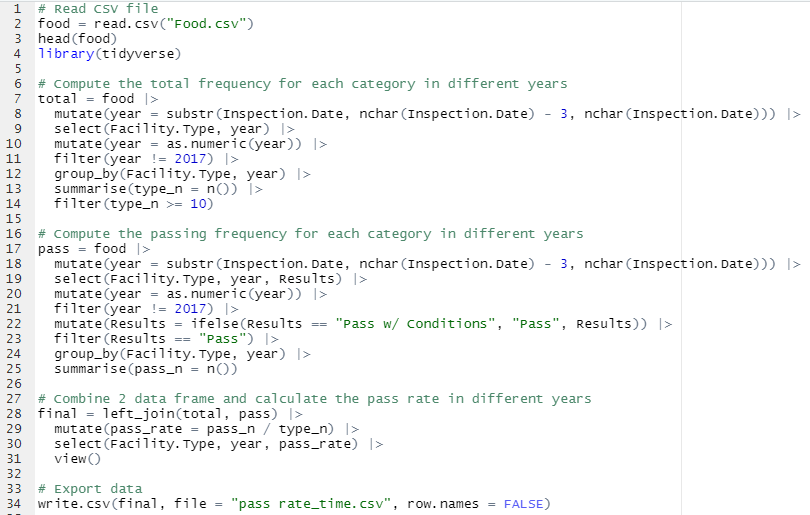 1 # Read CSV file
2 food = read.csv("Food.csv")
3 head(food)
4 library(tidyverse)
5
6 # Compute the total frequency for each category in different years
7 total = food |>
8   mutate(year = substr(Inspection.Date, nchar(Inspection.Date) - 3, nchar(Inspection.Date))) |>
9   select(Facility.Type, year) |>
10   mutate(year = as.numeric(year)) |>
11   filter(year != 2017) |>
12   group_by(Facility.Type, year) |>
13   summarise(type_n = n()) |>
14   filter(type_n >= 10)
15
16 # Compute the passing frequency for each category in different years
17 pass = food |>
18   mutate(year = substr(Inspection.Date, nchar(Inspection.Date) - 3, nchar(Inspection.Date))) |>
19   select(Facility.Type, year, Results) |>
20   mutate(year = as.numeric(year)) |>
21   filter(year != 2017) |>
22   mutate(Results = ifelse(Results == "Pass w/ Conditions", "Pass", Results)) |>
23   filter(Results == "Pass") |>
24   group_by(Facility.Type, year) |>
25   summarise(pass_n = n())
26
27 # Combine 2 data frame and calculate the pass rate in different years
28 final = left_join(total, pass) |>
29   mutate(pass_rate = pass_n / type_n) |>
30   select(Facility.Type, year, pass_rate) |>
31   view()
32
33 # Export data
34 write.csv(final, file = "pass rate_time.csv", row.names = FALSE)